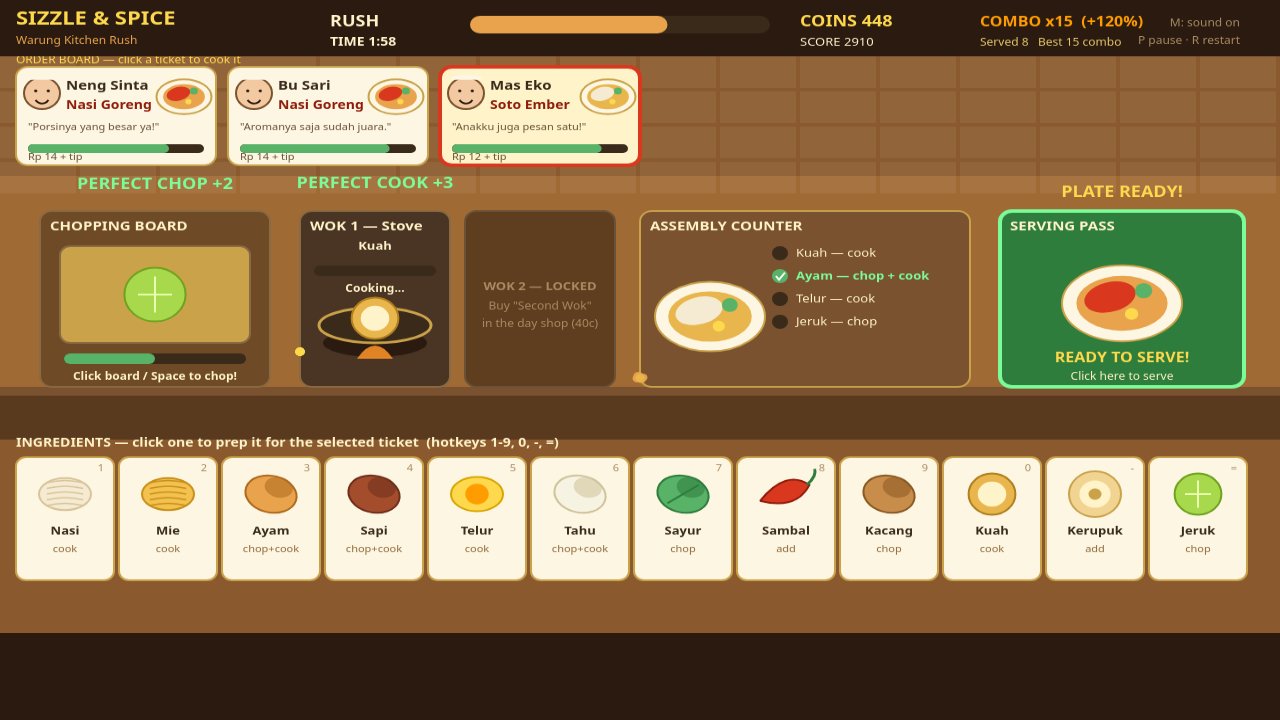 SIZZLE & SPICE
Warung Kitchen Rush
RUSH
TIME 1:58
COINS 448
SCORE 2910
COMBO x15 (+120%)
Served 8 Best 15 combo
M: sound on
P pause · R restart
ORDER BOARD — click a ticket to cook it
Neng Sinta
Nasi Goreng
"Porsinya yang besar ya!"
Rp 14 + tip
Bu Sari
Nasi Goreng
"Aromanya saja sudah juara."
Rp 14 + tip
Mas Eko
Soto Ember
"Anakku juga pesan satu!"
Rp 12 + tip
PERFECT CHOP +2
PERFECT COOK +3
PLATE READY!
CHOPPING BOARD
Click board / Space to chop!
WOK 1 — Stove
Kuah
Cooking...
WOK 2 — LOCKED
Buy "Second Wok"
in the day shop (40c)
ASSEMBLY COUNTER
Kuah — cook
Ayam — chop + cook
Telur — cook
Jeruk — chop
SERVING PASS
READY TO SERVE!
Click here to serve
INGREDIENTS — click one to prep it for the selected ticket (hotkeys 1-9, 0, -, =)
1
Nasi
cook
2
Mie
cook
3
Ayam
chop+cook
4
Sapi
chop+cook
5
Telur
cook
6
Tahu
chop+cook
7
Sayur
chop
8
Sambal
add
9
Kacang
chop
0
Kuah
cook
-
Kerupuk
add
=
Jeruk
chop